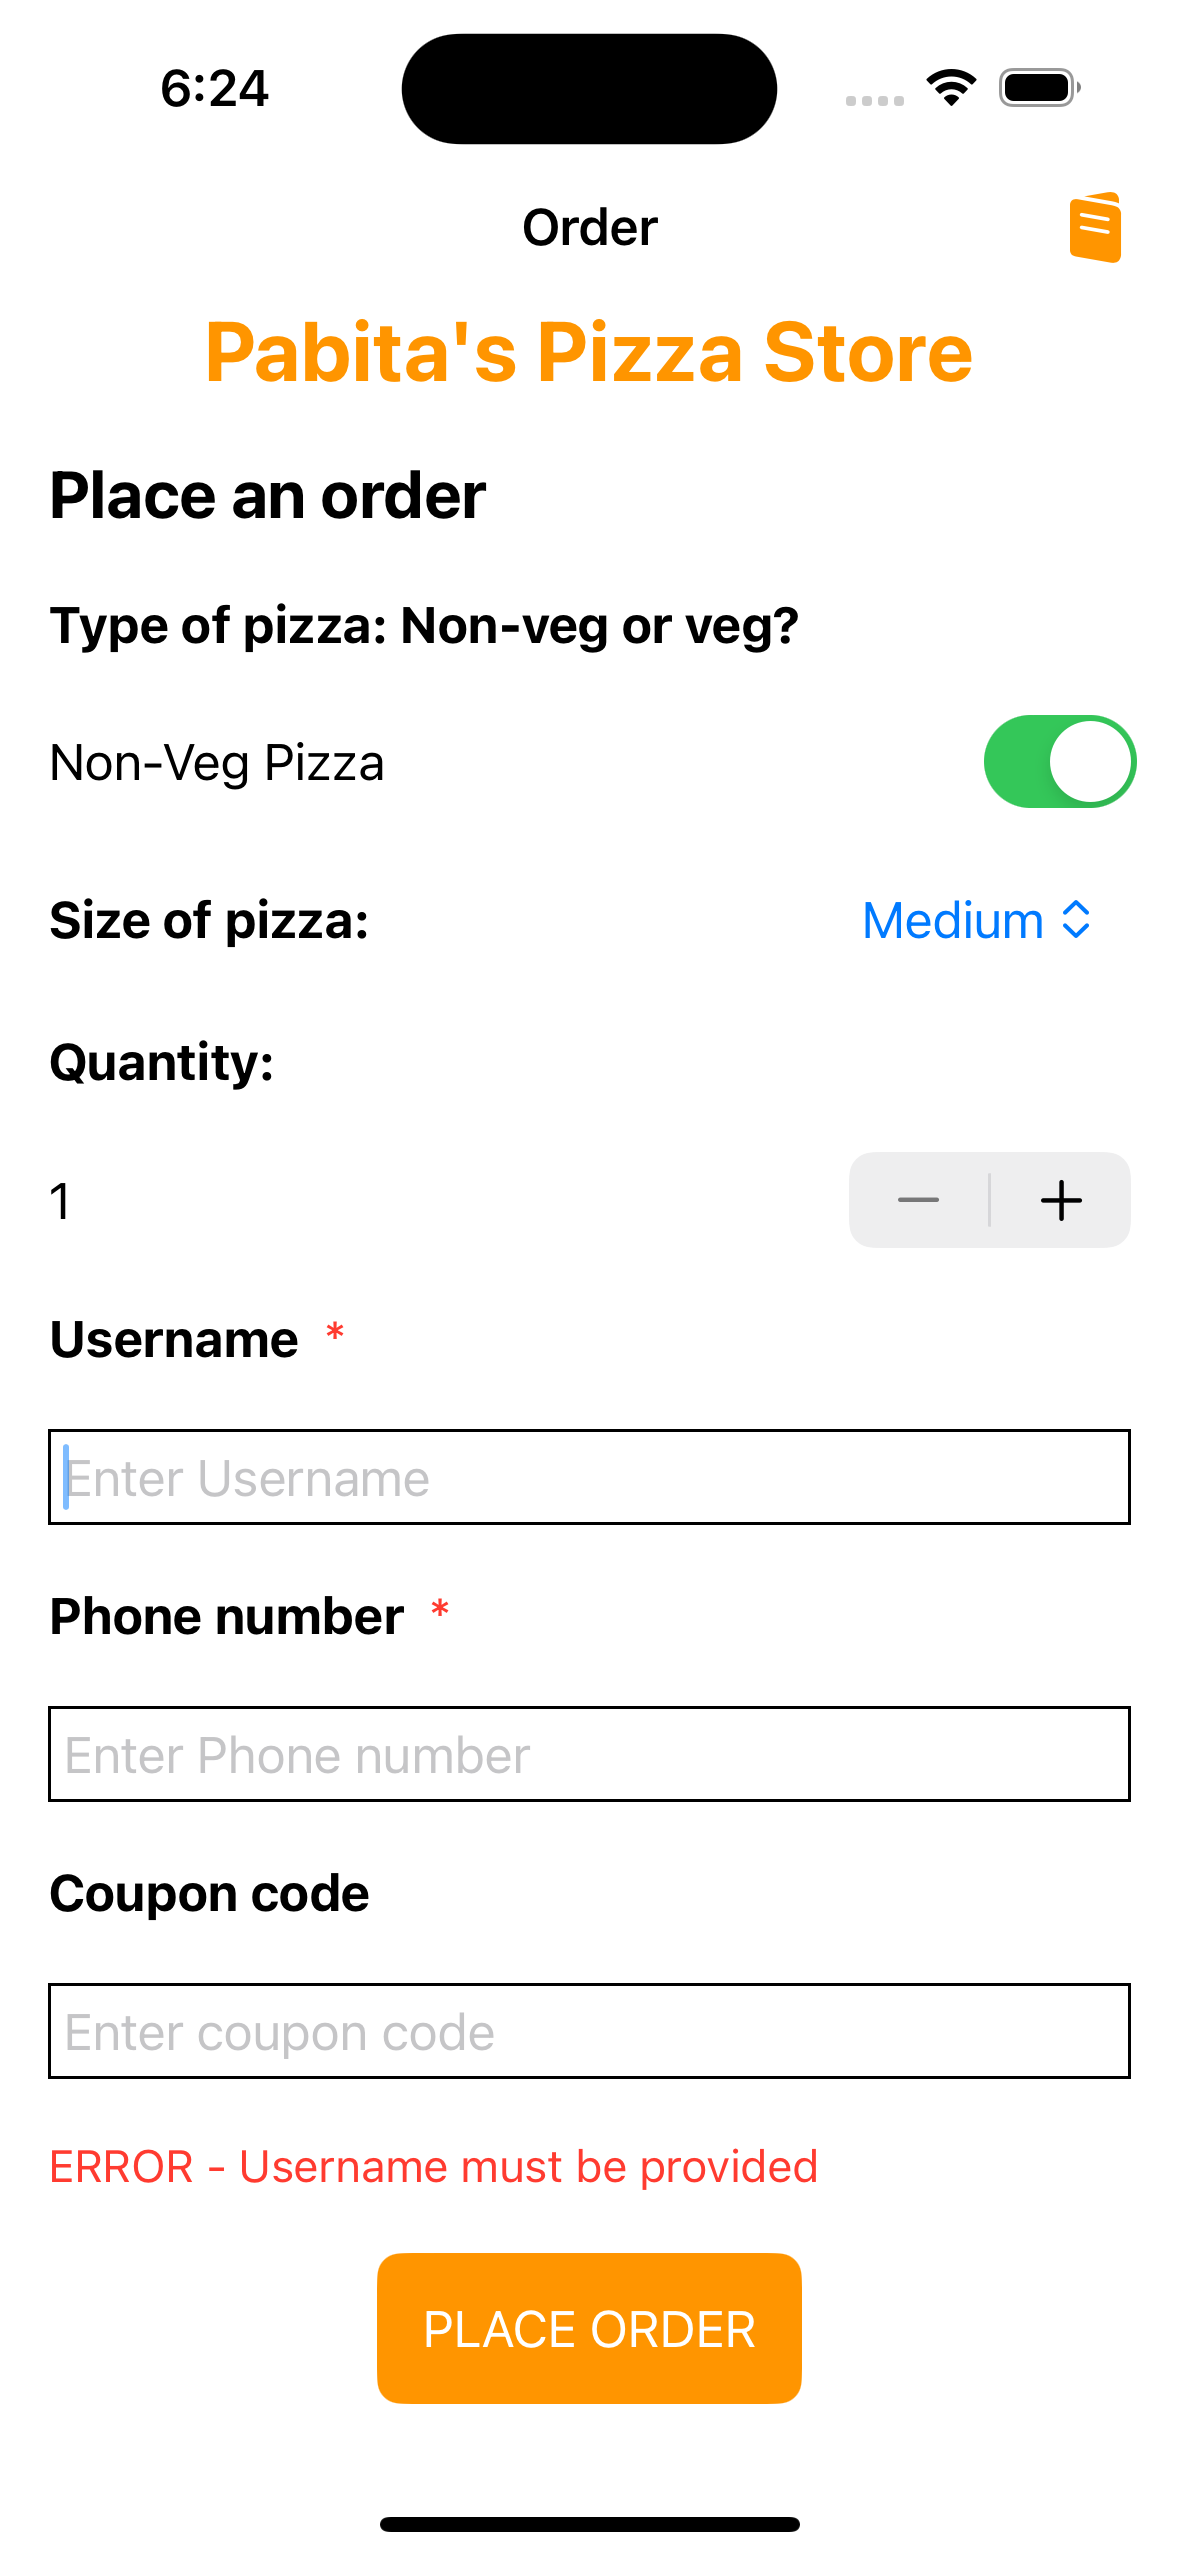 6:24
Order
Pabita's Pizza Store
Place an order
Type of pizza: Non-veg or veg?
Non-Veg Pizza
Size of pizza: Medium
Quantity:
1
Username *
Enter Username
Phone number *
Enter Phone number
Coupon code
Enter coupon code
ERROR - Username must be provided
PLACE ORDER